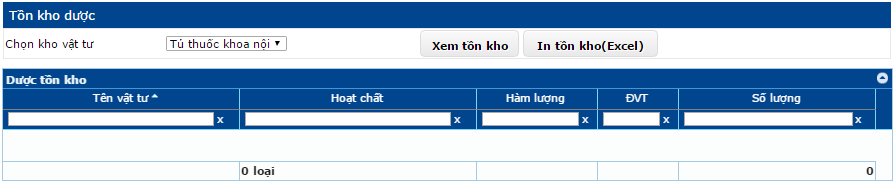 Tồn kho dược
Chọn kho vật tư Tủ thuốc khoa nội Xem tồn kho In tồn kho(Excel)
Dược tồn kho
Tên vật tư Hoạt chất Hàm lượng ĐVT Số lượng
x x x x x
0 loại 0